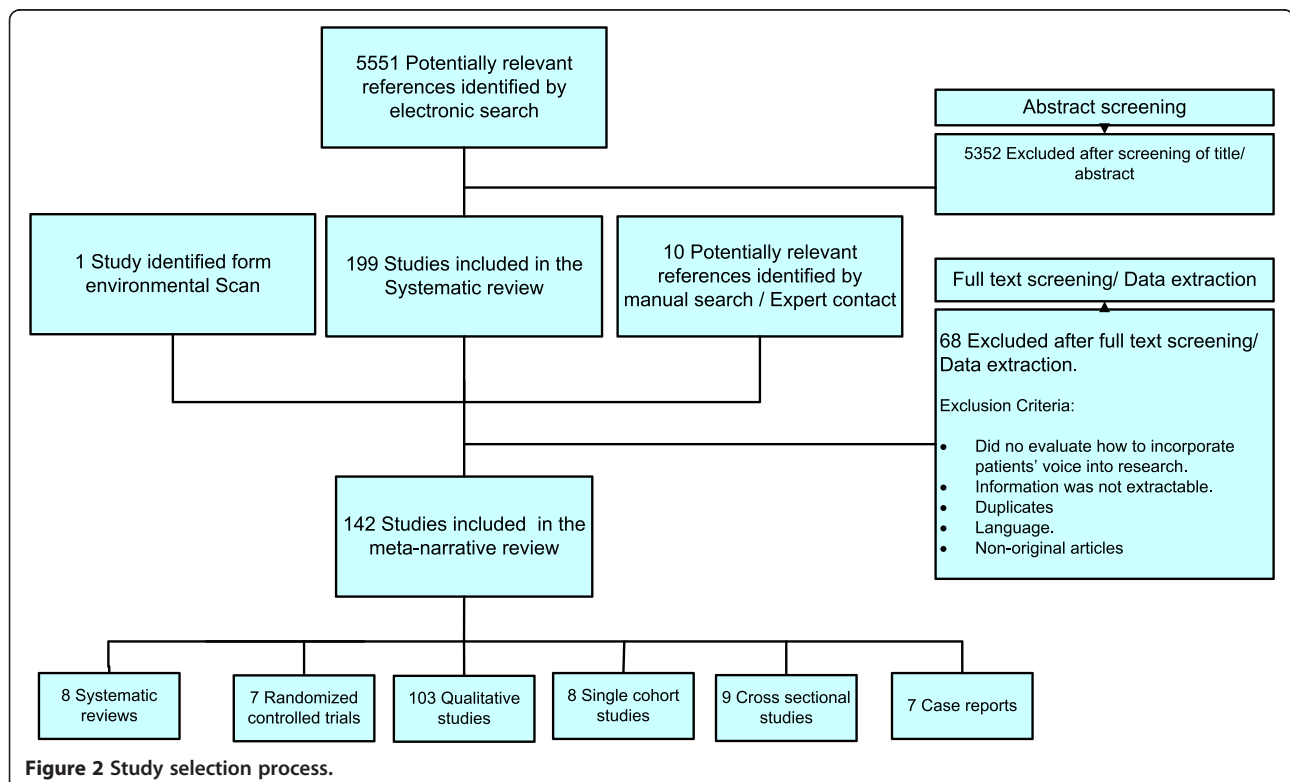 5551 Potentially relevant
references identified by
electronic search
Abstract screening
5352 Excluded after screening of title/
abstract
1 Study identified form
environmental Scan
199 Studies included in the
Systematic review
10 Potentially relevant
references identified by
manual search / Expert contact
Full text screening/ Data extraction
68 Excluded after full text screening/
Data extraction.
Exclusion Criteria:
• Did no evaluate how to incorporate
patients' voice into research.
• Information was not extractable.
• Duplicates
• Language.
• Non-original articles
142 Studies included in the
meta-narrative review
8 Systematic
reviews
7 Randomized
controlled trials
103 Qualitative
studies
8 Single cohort
studies
9 Cross sectional
studies
7 Case reports
Figure 2 Study selection process.